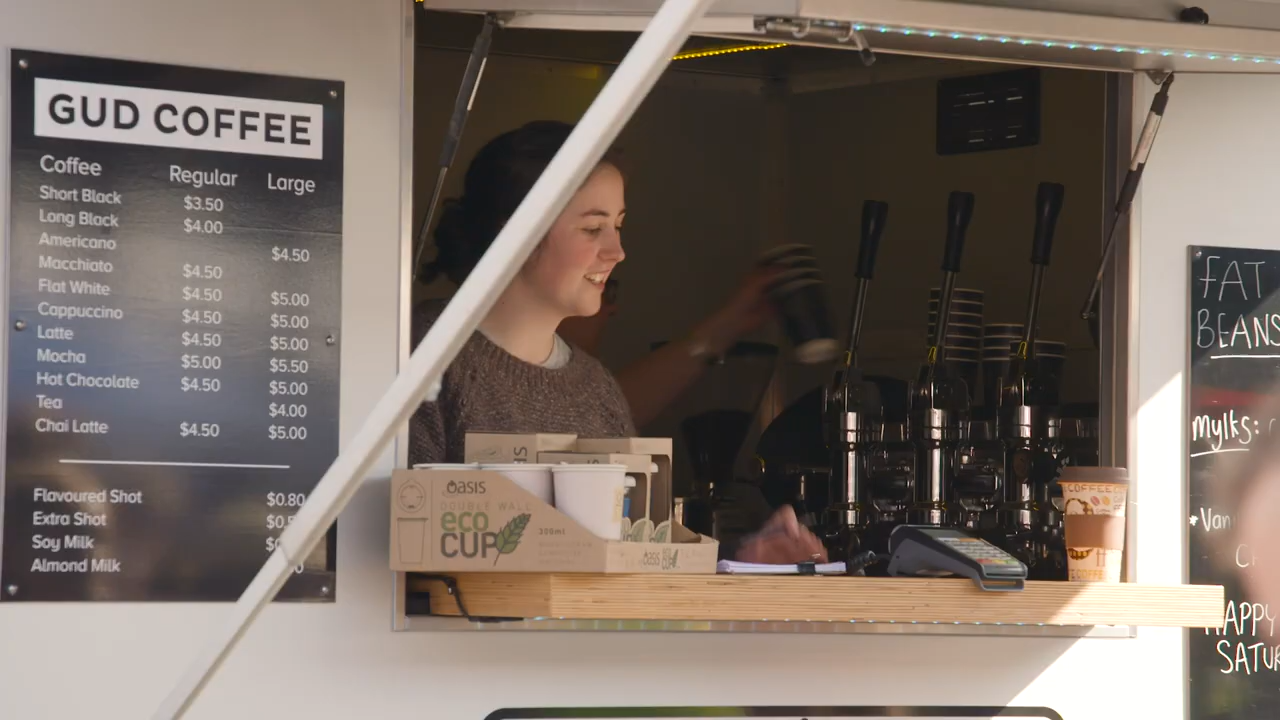 GUD COFFEE
Coffee Regular Large
Short Black $3.50
Long Black $4.00
Americano $4.50
Macchiato $4.50
Flat White $4.50 $5.00
Cappuccino $4.50 $5.00
Latte $4.50 $5.00
Mocha $5.00 $5.50
Hot Chocolate $4.50 $5.00
Tea $4.00
Chai Latte $4.50 $5.00
Flavoured Shot $0.80
Extra Shot
Soy Milk
Almond Milk
Oasis
DOUBLE WALL
eco
CUP
300ml
FAT
BEANS
Mylks:
HAPPY